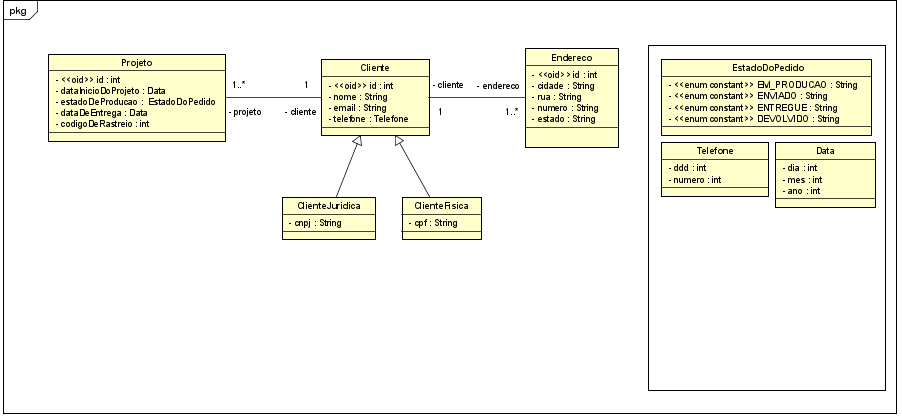 pkg
Projeto
- <<oid>> id : int
- dataInicioDoProjeto : Data
- estadoDeProducao : EstadoDoPedido
- dataDeEntrega : Data
- codigoDeRastreio : int
1..*
1
- projeto
- cliente
Cliente
- <<oid>> id : int
- nome : String
- email : String
- telefone : Telefone
- cliente
- endereco
1
1..*
Endereco
- <<oid>> id : int
- cidade : String
- rua : String
- numero : String
- estado : String
ClienteJuridica
- cnpj : String
ClienteFisica
- cpf : String
EstadoDoPedido
- <<enum constant>> EM_PRODUCAO : String
- <<enum constant>> ENVIADO : String
- <<enum constant>> ENTREGUE : String
- <<enum constant>> DEVOLVIDO : String
Telefone
- ddd : int
- numero : int
Data
- dia : int
- mes : int
- ano : int